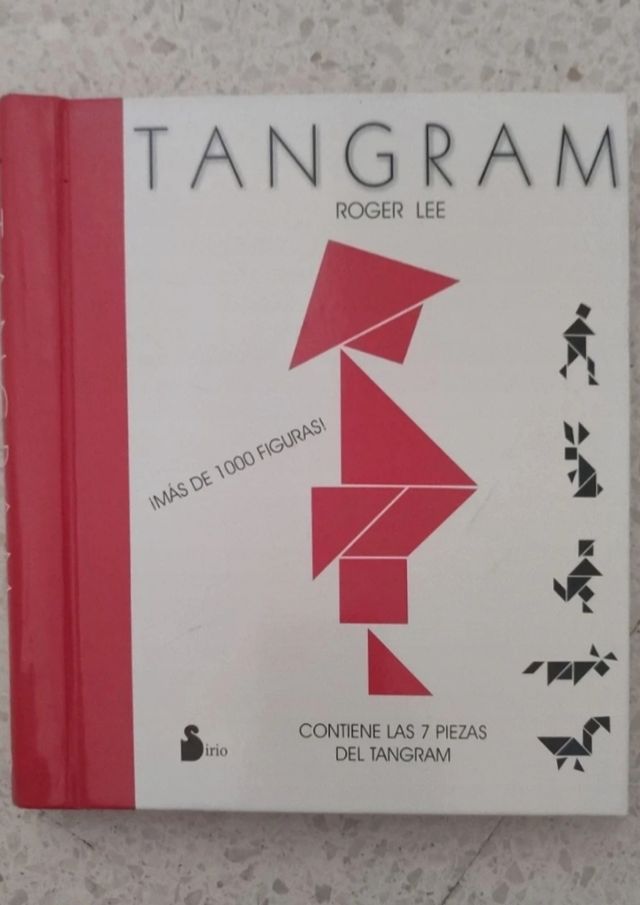 TANGRAM
ROGER LEE
¡MÁS DE 1000 FIGURAS!
CONTIENE LAS 7 PIEZAS
DEL TANGRAM
Sirio